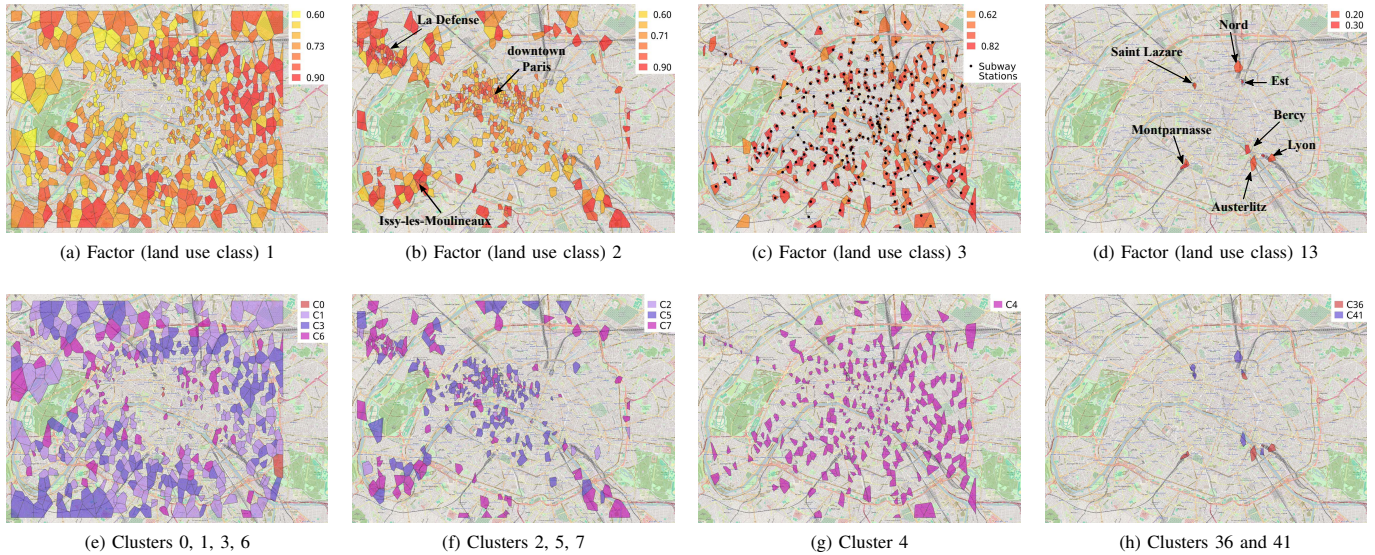 0.60
0.73
0.90
(a) Factor (land use class) 1
La Defense
downtown
Paris
Issy-les-Moulineaux
0.60
0.71
0.90
(b) Factor (land use class) 2
0.62
0.82
Subway
Stations
(c) Factor (land use class) 3
0.20
0.30
Nord
Saint Lazare
Est
Bercy
Montparnasse
Lyon
Austerlitz
(d) Factor (land use class) 13
C0
C1
C3
C6
(e) Clusters 0, 1, 3, 6
C2
C5
C7
(f) Clusters 2, 5, 7
C4
(g) Cluster 4
C36
C41
(h) Clusters 36 and 41